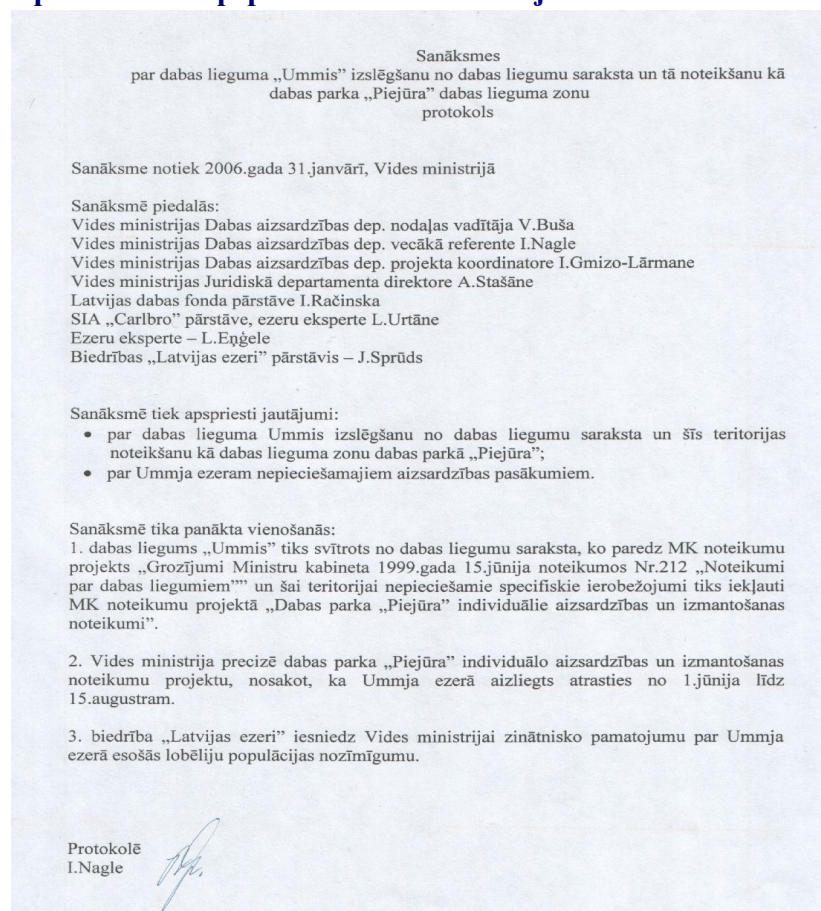 Sanāksmes
par dabas lieguma „Ummis” izslēgšanu no dabas liegumu saraksta un tā noteikšanu kā
dabas parka „Piejūra” dabas lieguma zonu
protokols
Sanāksme notiek 2006.gada 31.janvārī, Vides ministrijā
Sanāksmē piedalās:
Vides ministrijas Dabas aizsardzības dep. nodaļas vadītāja V.Buša
Vides ministrijas Dabas aizsardzības dep. vecākā referente I.Nagle
Vides ministrijas Dabas aizsardzības dep. projekta koordinatore I.Gmizo-Lārmane
Vides ministrijas Juridiskā departamenta direktore A.Stašāne
Latvijas dabas fonda pārstāve I.Račinska
SIA „Carlbro” pārstāve, ezeru eksperte L.Urtāne
Ezeru eksperte – L.Eņģele
Biedrības „Latvijas ezeri” pārstāvis – J.Sprūds
Sanāksmē tiek apspriesti jautājumi:
• par dabas lieguma Ummis izslēgšanu no dabas liegumu saraksta un šīs teritorijas
noteikšanu kā dabas lieguma zonu dabas parkā „Piejūra”;
• par Ummja ezeram nepieciešamajiem aizsardzības pasākumiem.
Sanāksmē tika panākta vienošanās:
1. dabas liegums „Ummis” tiks svītrots no dabas liegumu saraksta, ko paredz MK noteikumu
projekts „Grozījumi Ministru kabineta 1999.gada 15.jūnija noteikumos Nr.212 „Noteikumi
par dabas liegumiem”” un šai teritorijai nepieciešamie specifiskie ierobežojumi tiks iekļauti
MK noteikumu projektā „Dabas parka „Piejūra” individuālie aizsardzības un izmantošanas
noteikumi”.
2. Vides ministrija precizē dabas parka „Piejūra” individuālo aizsardzības un izmantošanas
noteikumu projektu, nosakot, ka Ummja ezerā aizliegts atrasties no 1.jūnija līdz
15.augustram.
3. biedrība „Latvijas ezeri” iesniedz Vides ministrijai zinātnisko pamatojumu par Ummja
ezerā esošās lobēliju populācijas nozīmīgumu.
Protokolē
I.Nagle